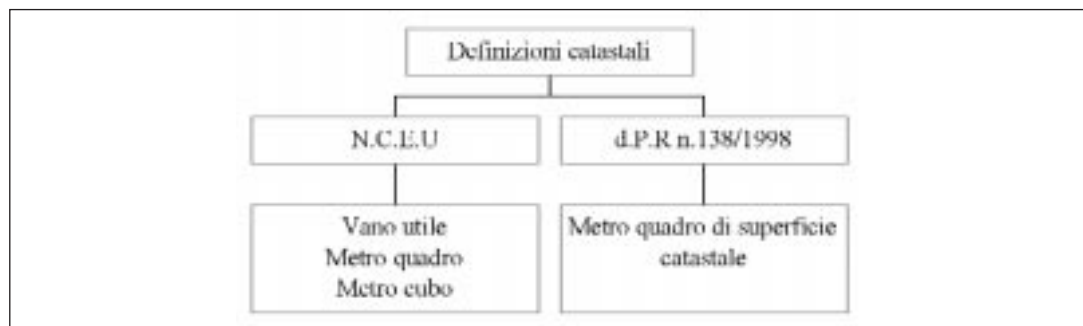 Definizioni catastali
N.C.E.U
d.P.R n.138/1998
Vano utile
Metro quadro
Metro cubo
Metro quadro di superficie
catastale